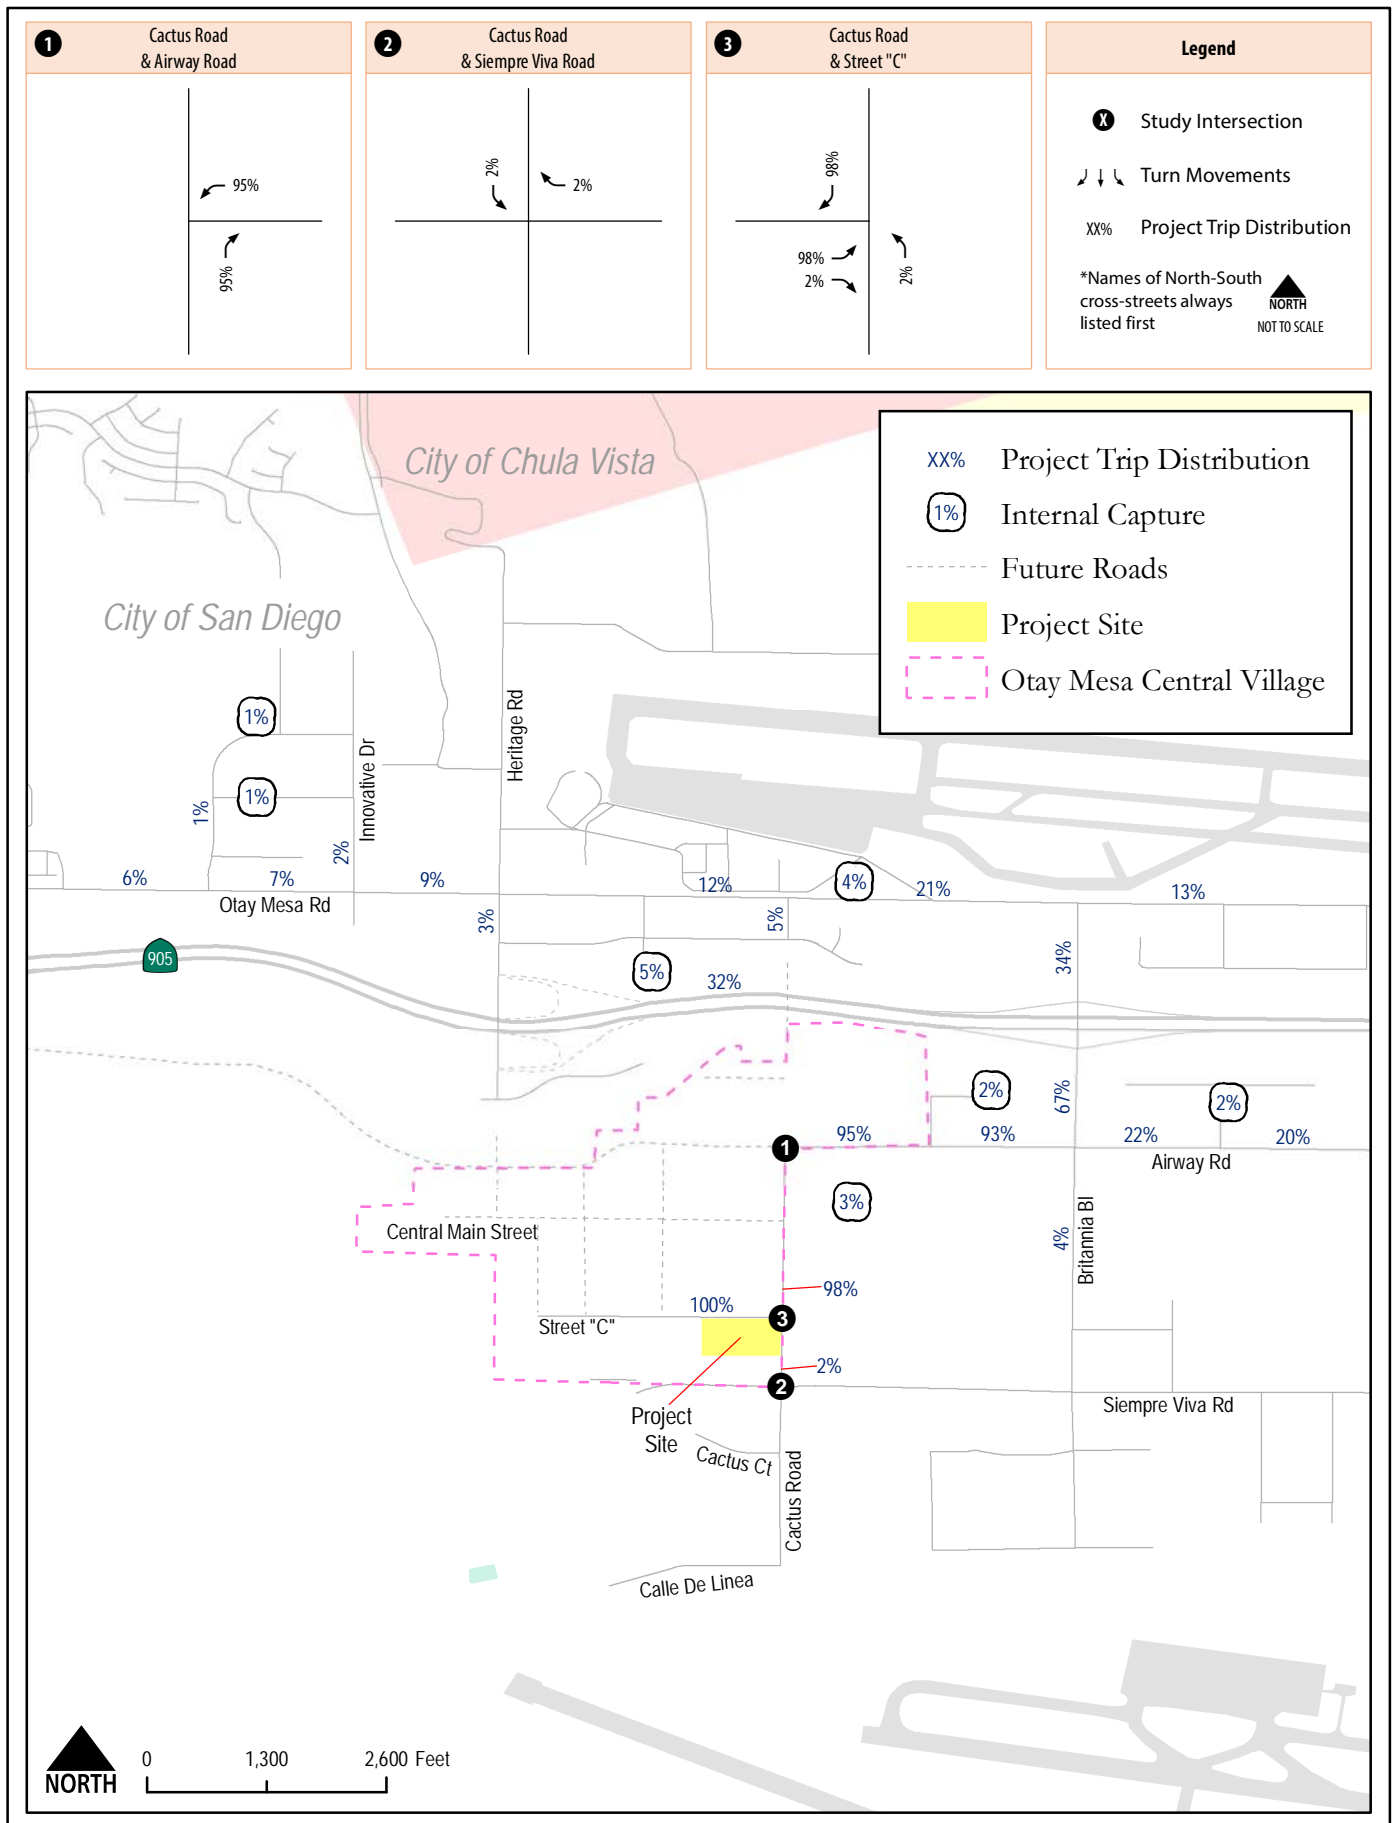 1
Cactus Road
& Airway Road
95%
95%
2
Cactus Road
& Siempre Viva Road
2%
2%
3
Cactus Road
& Street "C"
98%
98%
2%
2%
Legend
X
Study Intersection
Turn Movements
XX%
Project Trip Distribution
*Names of North-South
cross-streets always
listed first
NORTH
NOT TO SCALE
XX%
Project Trip Distribution
1%
Internal Capture
Future Roads
Project Site
Otay Mesa Central Village
City of Chula Vista
City of San Diego
1%
1%
1%
2%
Innovative Dr
Heritage Rd
6%
7%
9%
12%
4%
21%
13%
Otay Mesa Rd
3%
5%
34%
905
5%
32%
2%
67%
2%
95%
93%
22%
20%
1
Airway Rd
3%
Central Main Street
4%
Britannia Bl
98%
100%
3
Street "C"
2%
2
Siempre Viva Rd
Project
Site
Cactus Ct
Cactus Road
Calle De Linea
NORTH
0
1,300
2,600 Feet